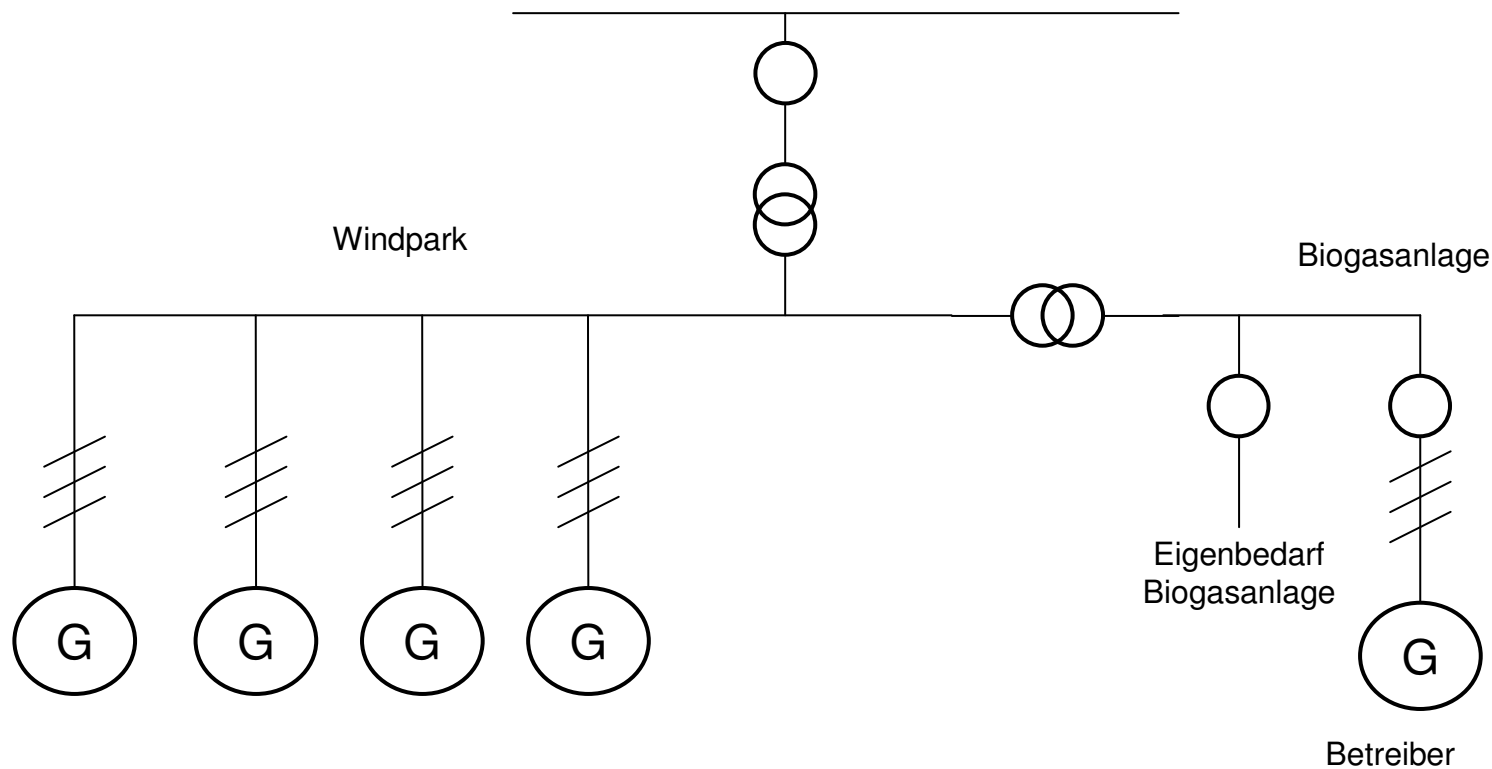 Windpark
Biogasanlage
Eigenbedarf
Biogasanlage
G
G
G
G
G
Betreiber